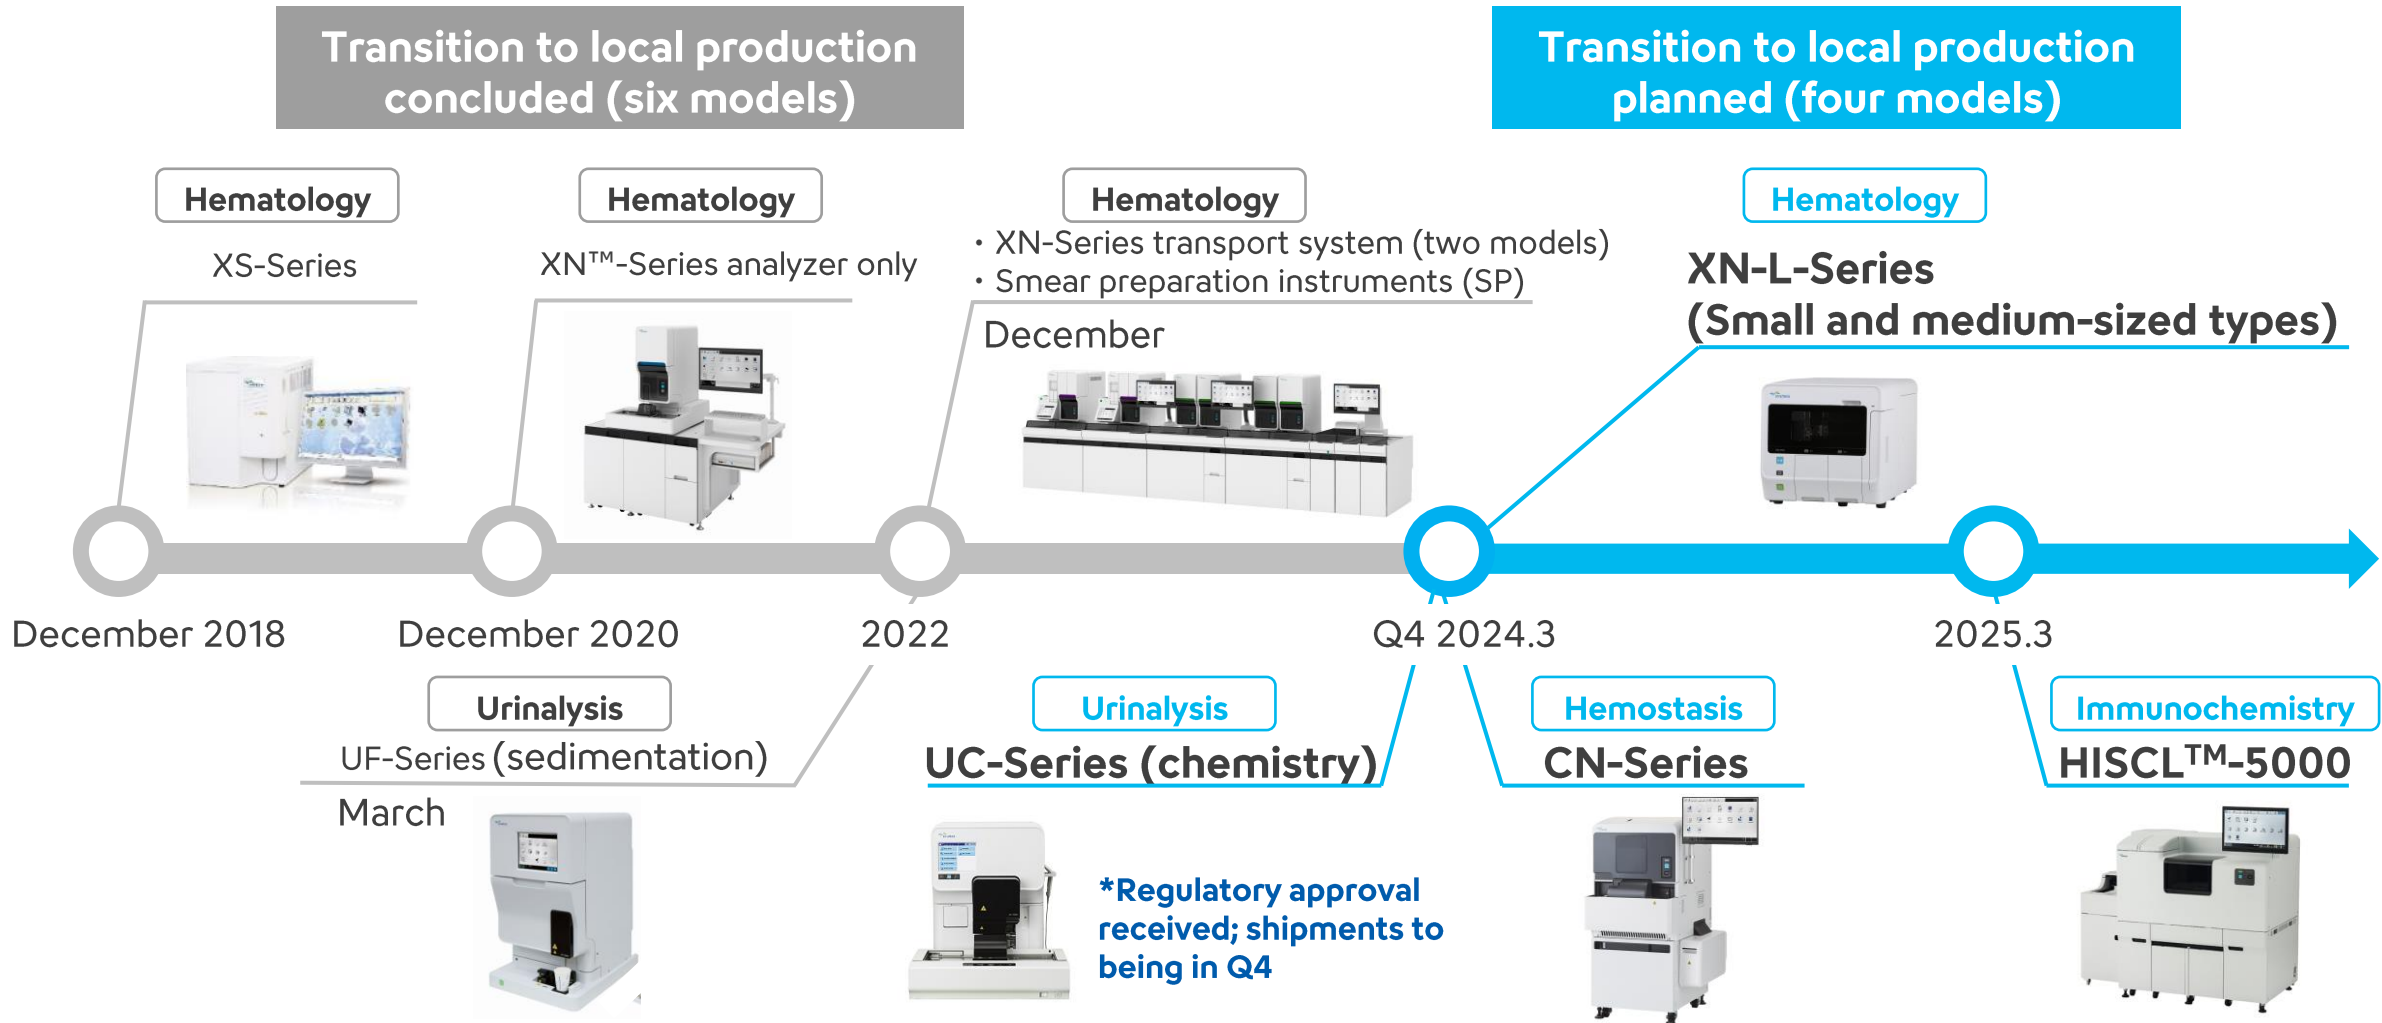 Transition to local production
concluded (six models)
Transition to local production
planned (four models)
Hematology
XS-Series
Hematology
XN™-Series analyzer only
Hematology
・XN-Series transport system (two models)
・Smear preparation instruments (SP)
December
Hematology
XN-L-Series
(Small and medium-sized types)
December 2018
December 2020
2022
Q4 2024.3
2025.3
Urinalysis
UF-Series (sedimentation)
March
Urinalysis
UC-Series (chemistry)
*Regulatory approval
received; shipments to
being in Q4
Hemostasis
CN-Series
Immunochemistry
HISCL™-5000